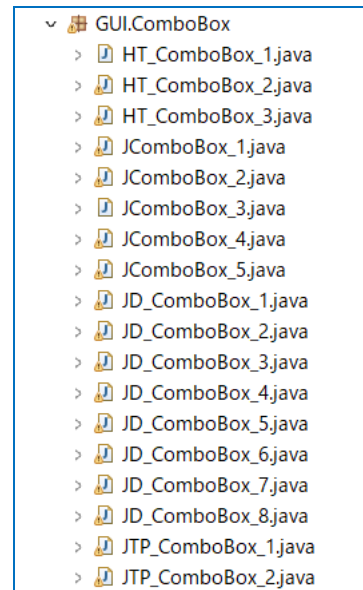 GUI.ComboBox
HT_ComboBox_1.java
HT_ComboBox_2.java
HT_ComboBox_3.java
JComboBox_1.java
JComboBox_2.java
JComboBox_3.java
JComboBox_4.java
JComboBox_5.java
JD_ComboBox_1.java
JD_ComboBox_2.java
JD_ComboBox_3.java
JD_ComboBox_4.java
JD_ComboBox_5.java
JD_ComboBox_6.java
JD_ComboBox_7.java
JD_ComboBox_8.java
JTP_ComboBox_1.java
JTP_ComboBox_2.java